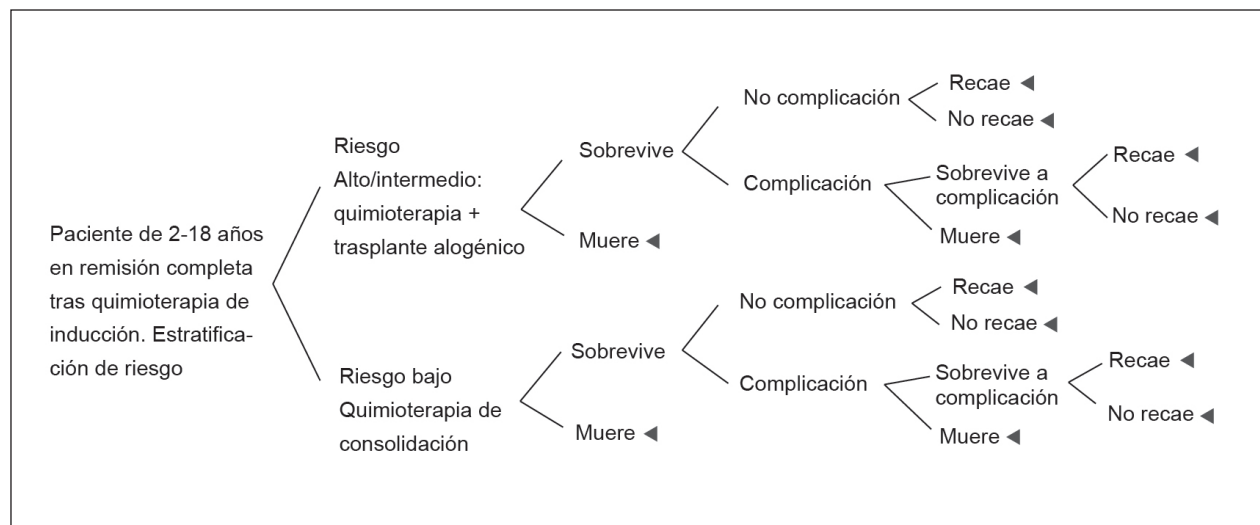 Paciente de 2-18 años
en remisión completa
tras quimioterapia de
inducción. Estratifica-
ción de riesgo
Riesgo
Alto/intermedio:
quimioterapia +
trasplante alogénico
Sobrevive
Muere
No complicación
Complicación
Recae
No recae
Sobrevive a
complicación
Muere
Recae
No recae
Riesgo bajo
Quimioterapia de
consolidación
Sobrevive
Muere
No complicación
Complicación
Recae
No recae
Sobrevive a
complicación
Muere
Recae
No recae